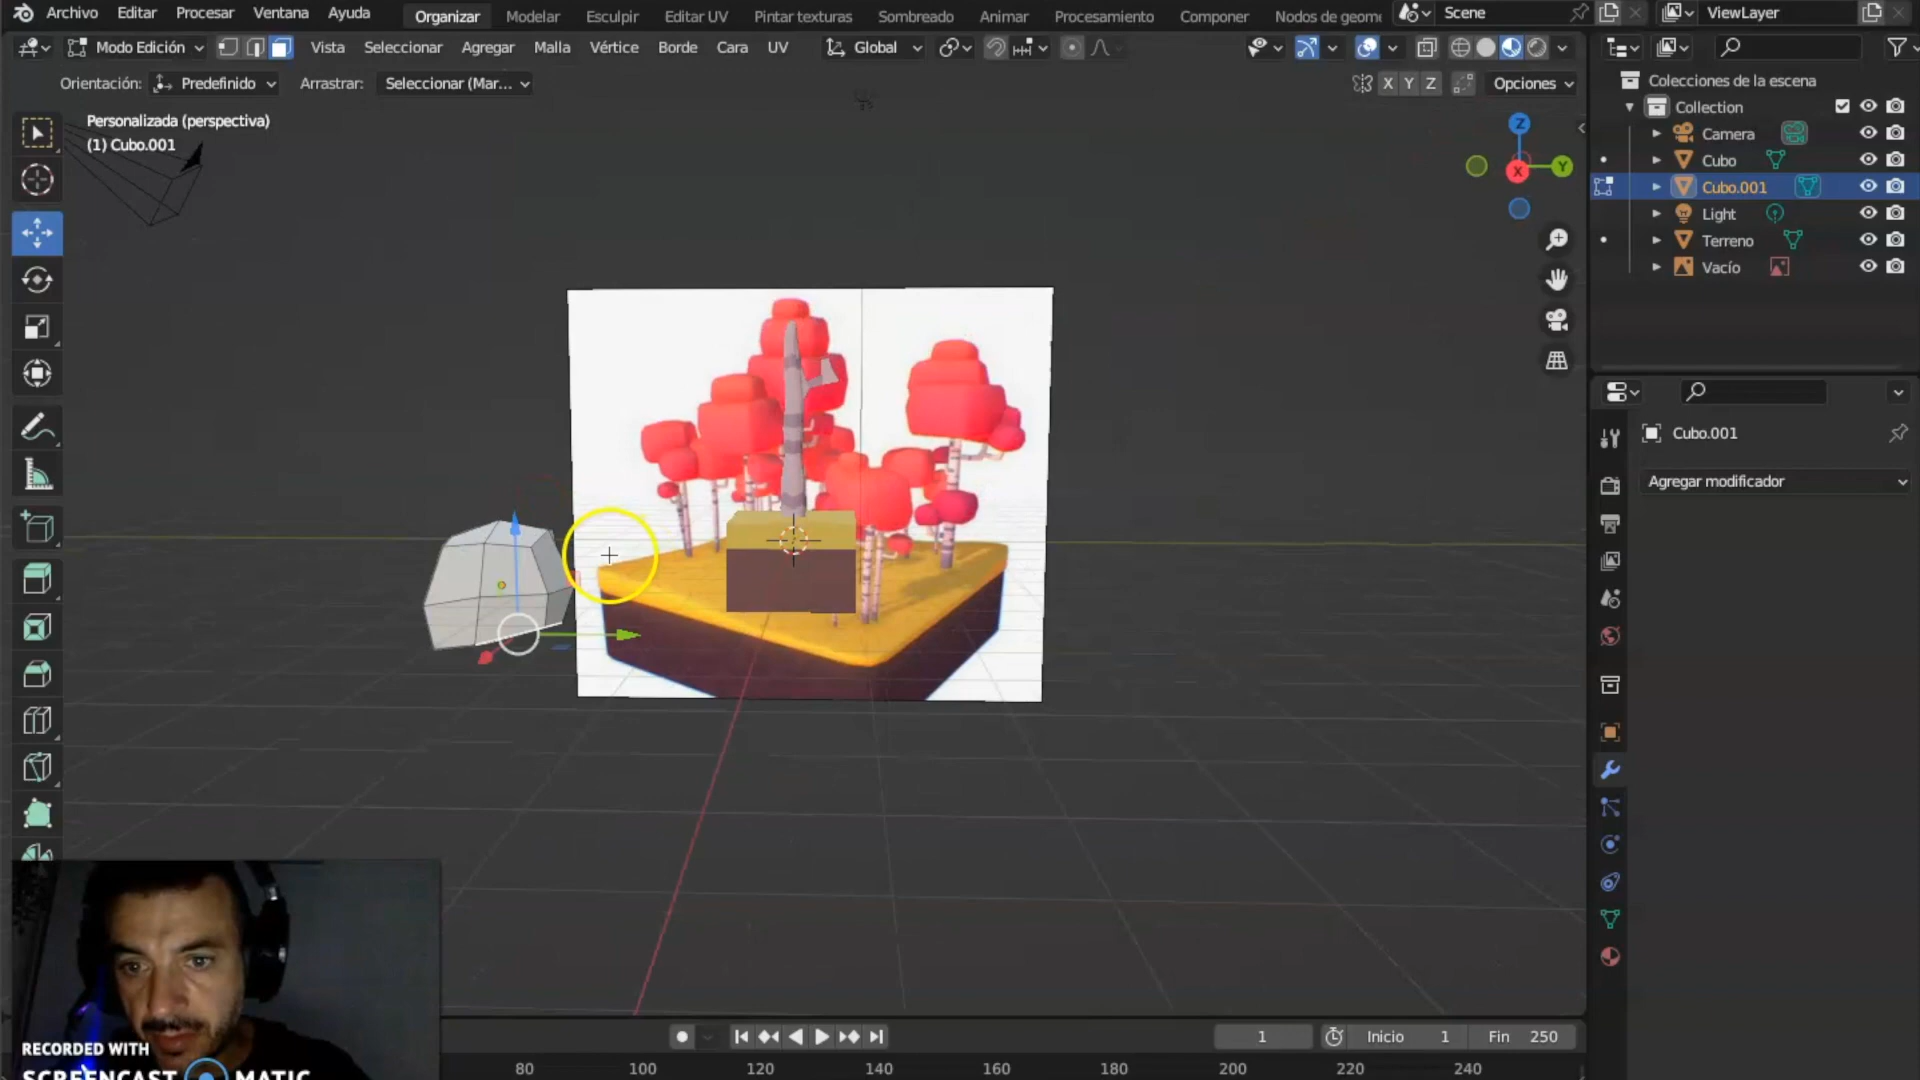 Archivo Editar Procesar Ventana Ayuda Organizar Modelar Esculpir Editar UV Pintar texturas Sombreado Animar Procesamiento Componer Nodos de geom Scene ViewLayer
Modo Edición Vista Seleccionar Agregar Malla Vértice Borde Cara UV Global
Orientación: Predefinido Arrastrar: Seleccionar (Mar... X Y Z Opciones
Personalizada (perspectiva)
(1) Cubo.001
Z
X
Y
Colecciones de la escena
Collection
Camera
Cubo
Cubo.001
Light
Terreno
Vacío
Cubo.001
Agregar modificador
1 Inicio 1 Fin 250
80 100 120 140 160 180 200 220 240
RECORDED WITH
SCREENCAST MATIC